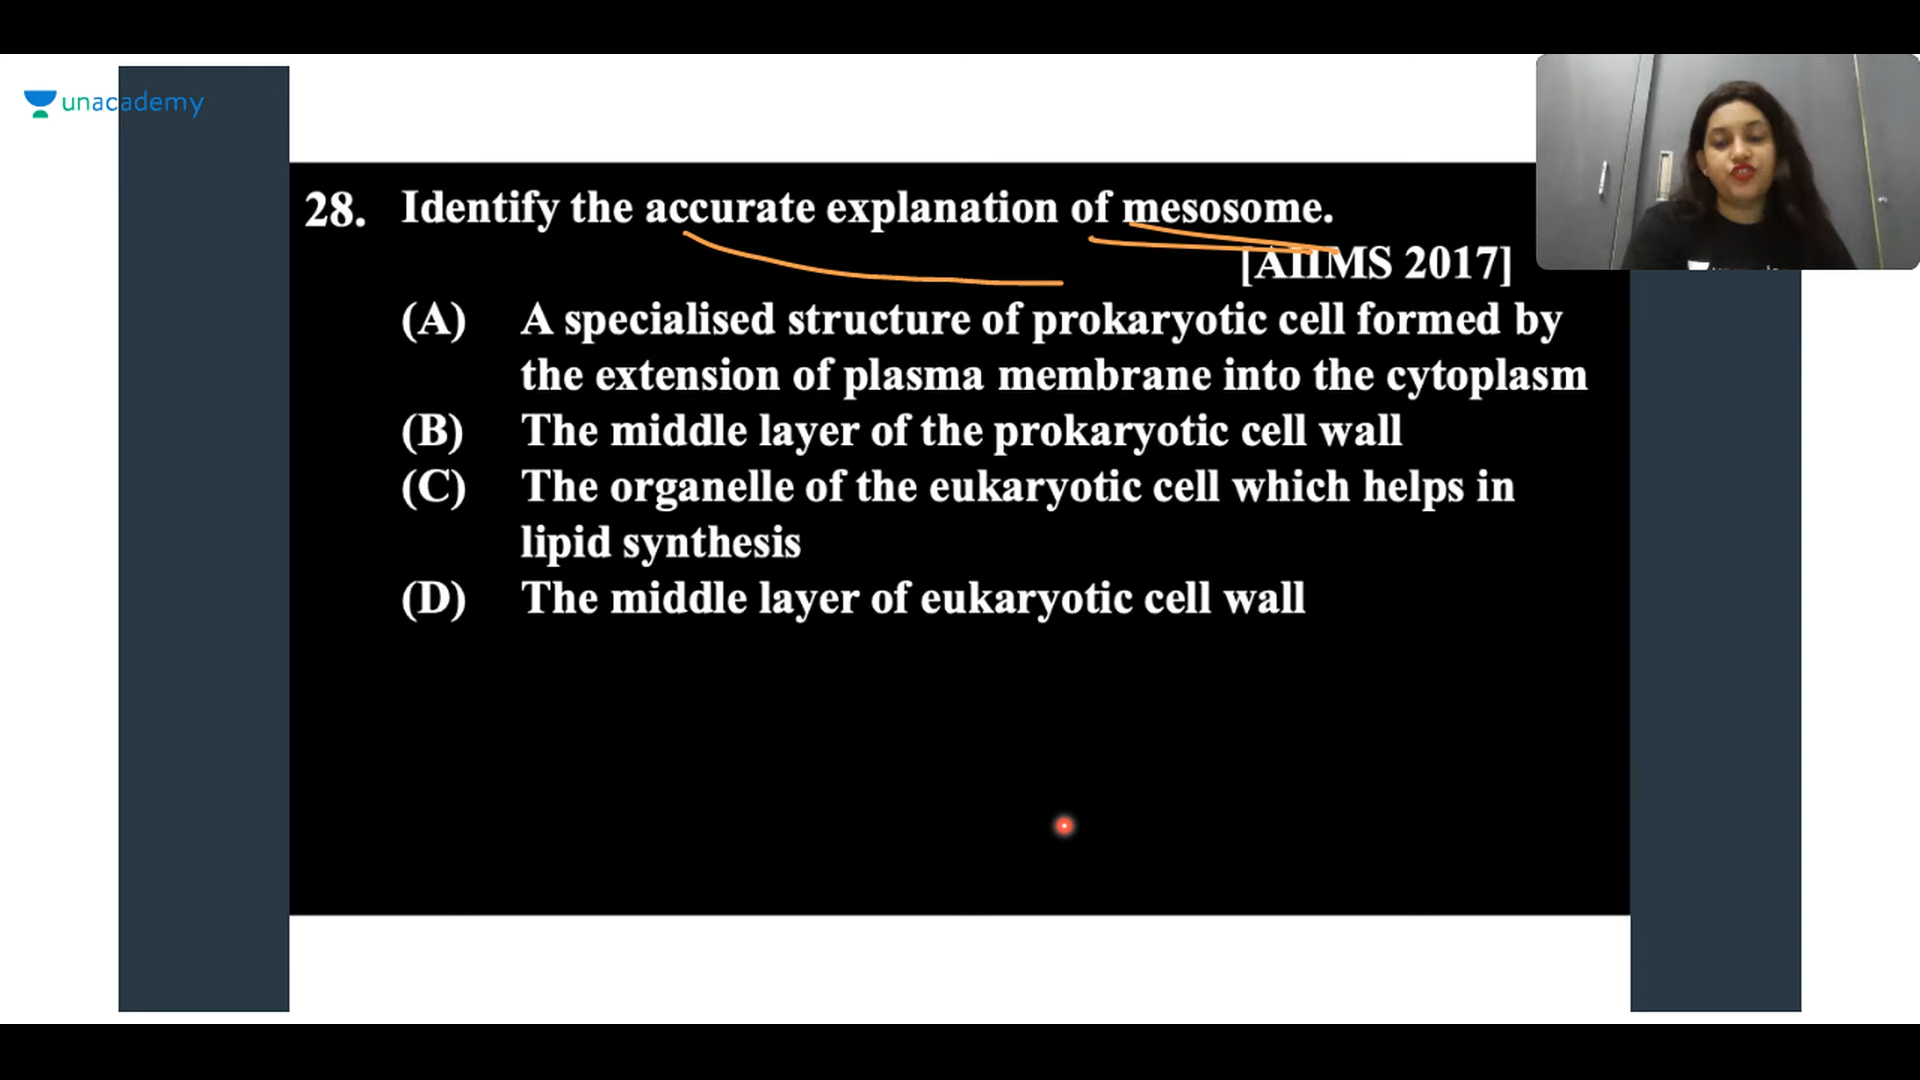 unacademy
28. Identify the accurate explanation of mesosome.
[AIIMS 2017]
(A) A specialised structure of prokaryotic cell formed by
the extension of plasma membrane into the cytoplasm
(B) The middle layer of the prokaryotic cell wall
(C) The organelle of the eukaryotic cell which helps in
lipid synthesis
(D) The middle layer of eukaryotic cell wall